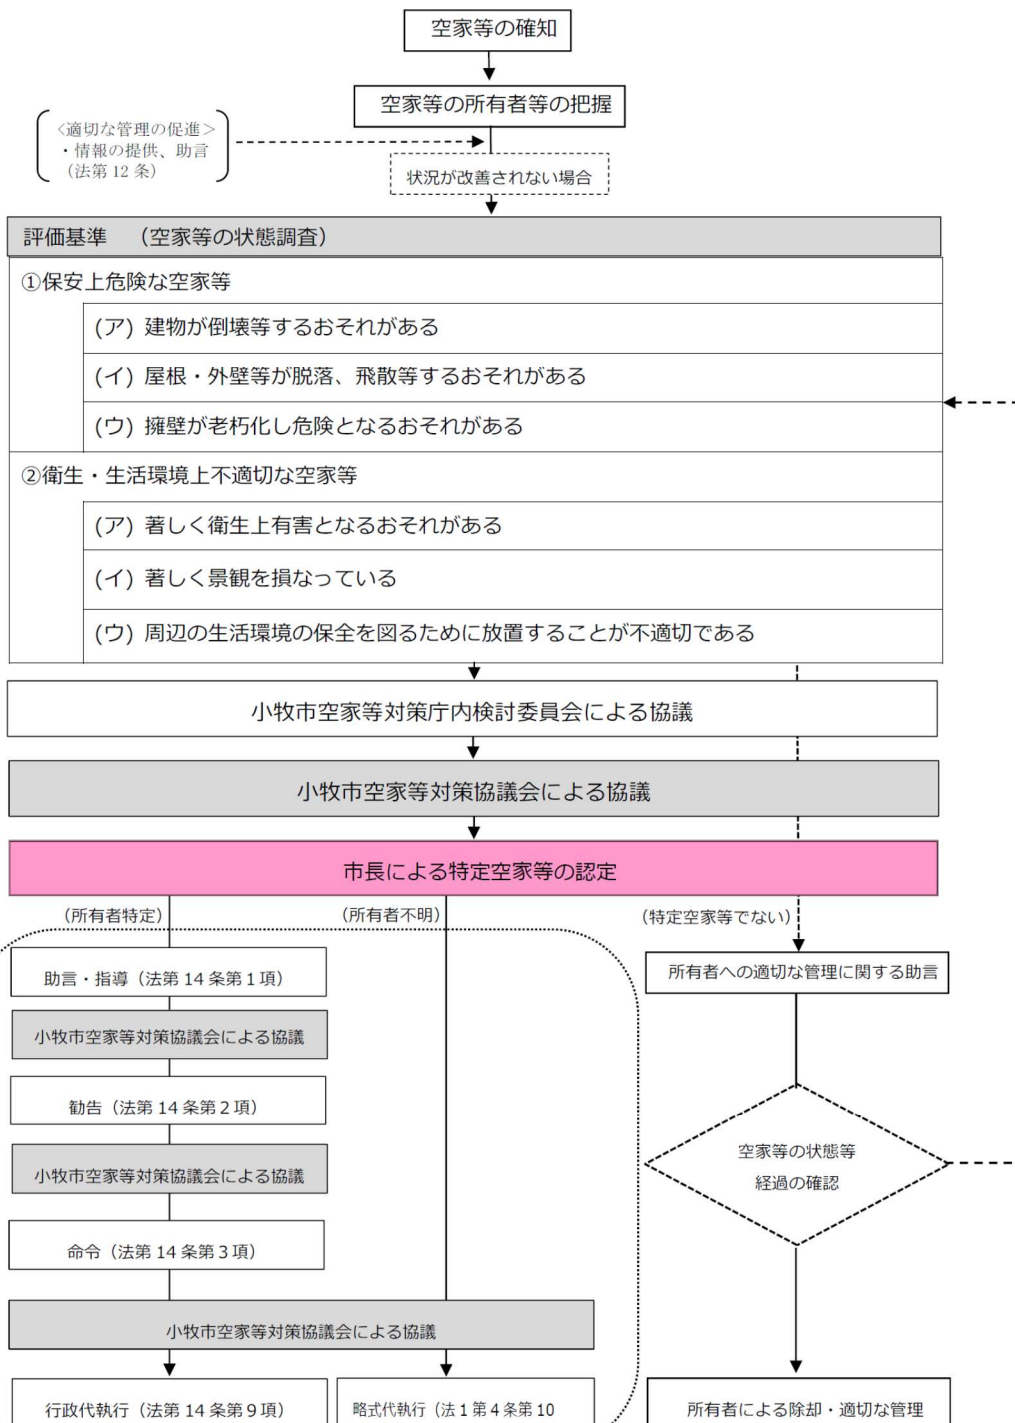 空家等の確知
空家等の所有者等の把握
<適切な管理の促進>
・情報の提供、助言
（法第 12 条）
状況が改善されない場合
評価基準　（空家等の状態調査）
①保安上危険な空家等
(ア) 建物が倒壊等するおそれがある
(イ) 屋根・外壁等が脱落、飛散等するおそれがある
(ウ) 擁壁が老朽化し危険となるおそれがある
②衛生・生活環境上不適切な空家等
(ア) 著しく衛生上有害となるおそれがある
(イ) 著しく景観を損なっている
(ウ) 周辺の生活環境の保全を図るために放置することが不適切である
小牧市空家等対策庁内検討委員会による協議
小牧市空家等対策協議会による協議
市長による特定空家等の認定
（所有者特定）
（所有者不明）
（特定空家等でない）
助言・指導（法第 14 条第１項）
所有者への適切な管理に関する助言
小牧市空家等対策協議会による協議
勧告（法第 14 条第２項）
小牧市空家等対策協議会による協議
空家等の状態等
経過の確認
命令（法第 14 条第３項）
小牧市空家等対策協議会による協議
行政代執行（法第 14 条第９項）
略式代執行（法１第４条第 10
所有者による除却・適切な管理